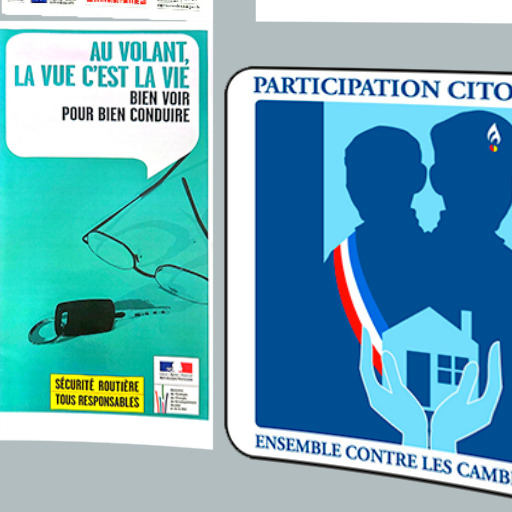 AU VOLANT,
LA VUE C'EST LA VIE
BIEN VOIR
POUR BIEN CONDUIRE
SÉCURITÉ ROUTIÈRE
TOUS RESPONSABLES
PARTICIPATION CITO
ENSEMBLE CONTRE LES CAMB